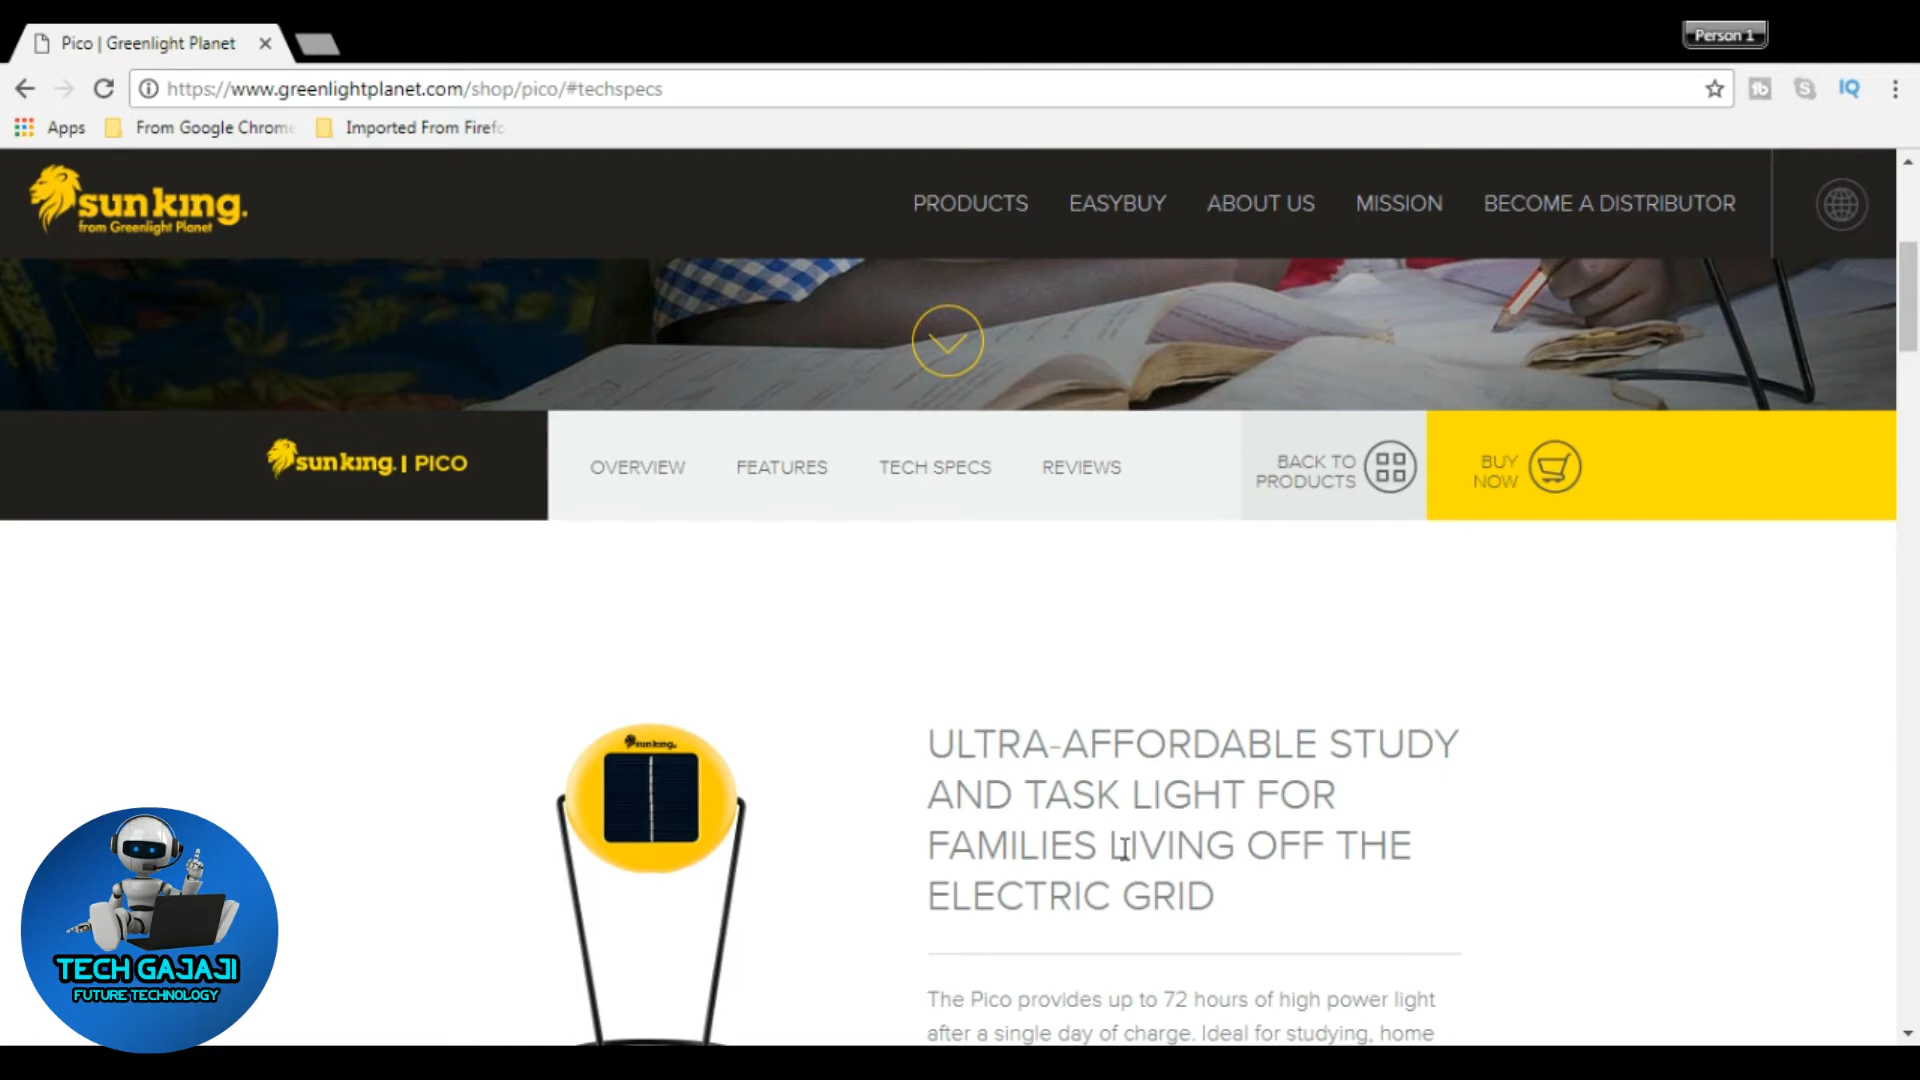 Pico | Greenlight Planet
Person 1
https://www.greenlightplanet.com/shop/pico/#techspecs
Apps
From Google Chrome
Imported From Firefo
sun king.
from Greenlight Planet
PRODUCTS
EASYBUY
ABOUT US
MISSION
BECOME A DISTRIBUTOR
sun king. | PICO
OVERVIEW
FEATURES
TECH SPECS
REVIEWS
BACK TO
PRODUCTS
BUY
NOW
sun king.
ULTRA-AFFORDABLE STUDY
AND TASK LIGHT FOR
FAMILIES LIVING OFF THE
ELECTRIC GRID
The Pico provides up to 72 hours of high power light
after a single day of charge. Ideal for studying, home
TECH GAJAJI
FUTURE TECHNOLOGY